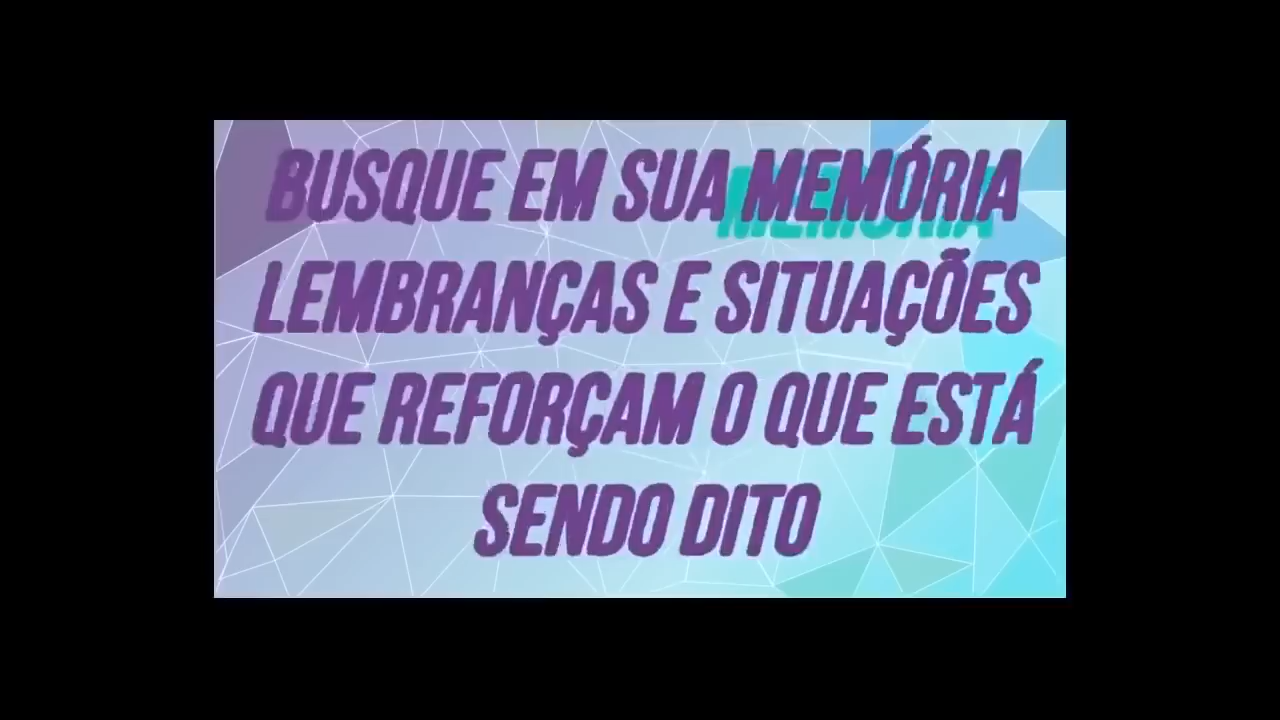 BUSQUE EM SUA MEMÓRIA
LEMBRANÇAS E SITUAÇÕES
QUE REFORÇAM O QUE ESTÁ
SENDO DITO